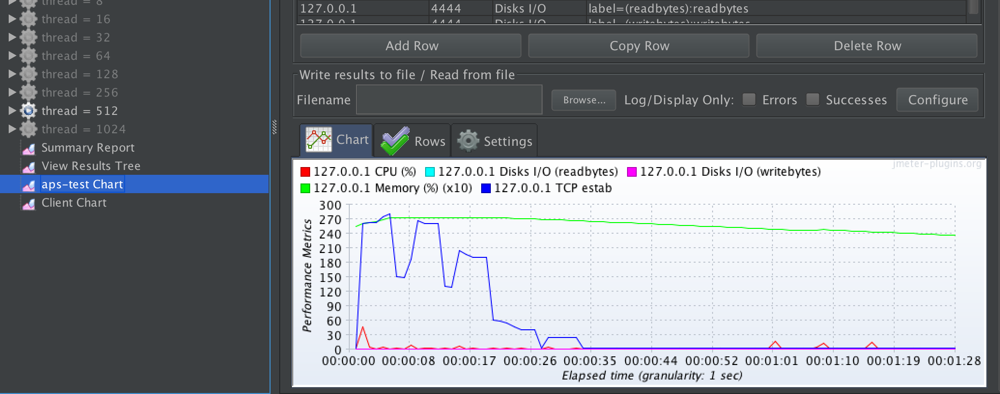 thread = 8
thread = 16
thread = 32
thread = 64
thread = 128
thread = 256
thread = 512
thread = 1024
Summary Report
View Results Tree
aps-test Chart
Client Chart
127.0.0.1 4444 Disks I/O label=(readbytes):readbytes
127.0.0.1 4444 Disks I/O label=(writebytes):writebytes
Add Row Copy Row Delete Row
Write results to file / Read from file
Filename Browse... Log/Display Only: Errors Successes Configure
Chart Rows Settings
jmeter-plugins.org
127.0.0.1 CPU (%) 127.0.0.1 Disks I/O (readbytes) 127.0.0.1 Disks I/O (writebytes)
127.0.0.1 Memory (%) (x10) 127.0.0.1 TCP estab
Performance Metrics
300
270
240
210
180
150
120
90
60
30
0
00:00:00 00:00:08 00:00:17 00:00:26 00:00:35 00:00:44 00:00:52 00:01:01 00:01:10 00:01:19 00:01:28
Elapsed time (granularity: 1 sec)